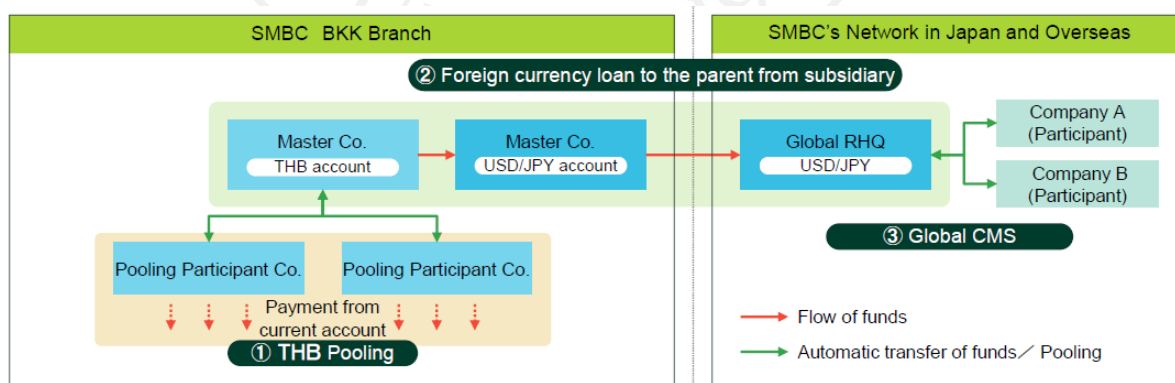 SMBC BKK Branch
SMBC's Network in Japan and Overseas
② Foreign currency loan to the parent from subsidiary
Master Co.
THB account
Master Co.
USD/JPY account
Global RHQ
USD/JPY
Company A
(Participant)
Company B
(Participant)
③ Global CMS
Pooling Participant Co.
Pooling Participant Co.
Payment from
current account
① THB Pooling
Flow of funds
Automatic transfer of funds／ Pooling